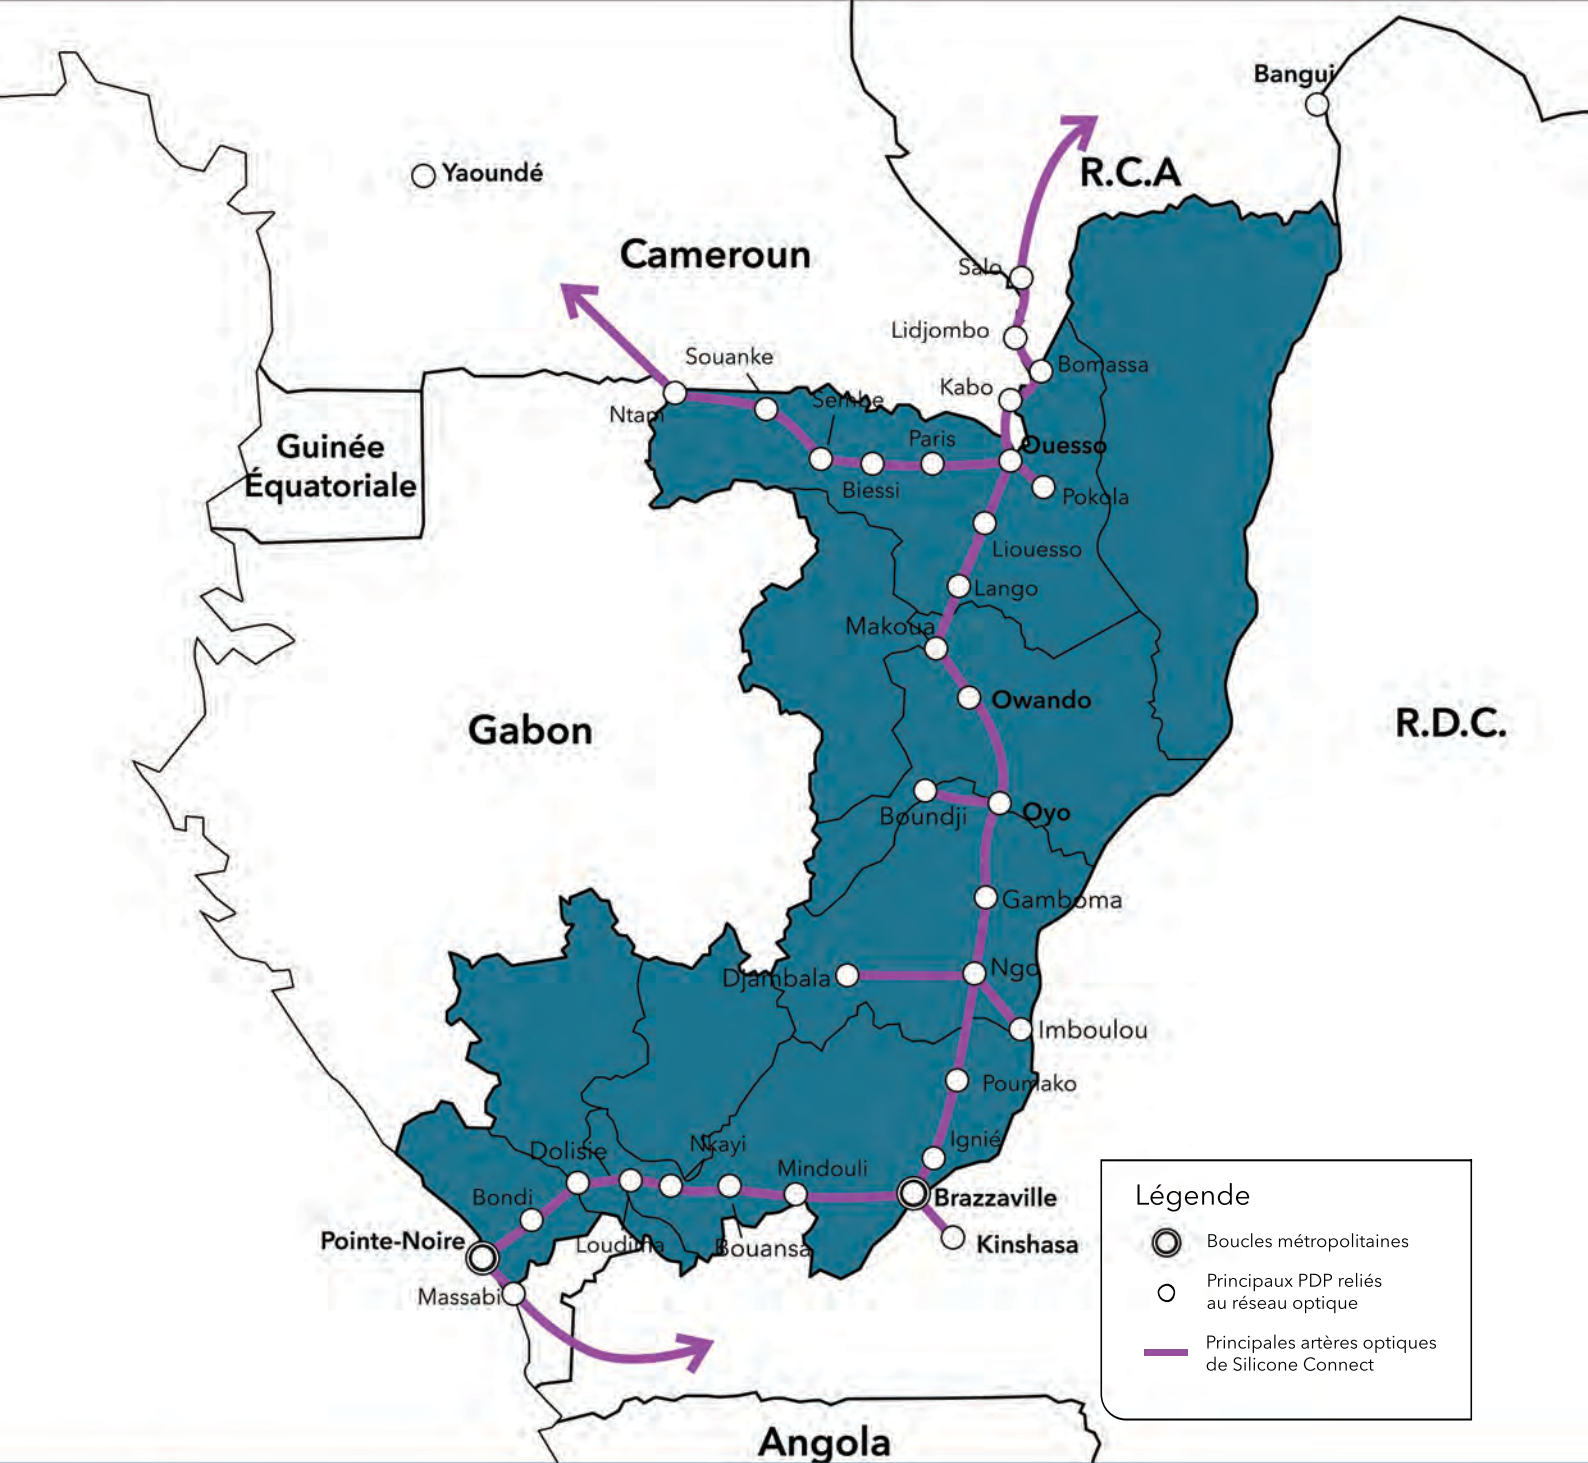 Bangui
Yaoundé
R.C.A
Cameroun
Salo
Lidjombo
Souanke
Bomassa
Kabo
Sembe
Ntam
Paris
Ouesso
Guinée
Équatoriale
Biessi
Pokola
Liouesso
Lango
Makoua
Owando
Gabon
R.D.C.
Boundji
Oyo
Gamboma
Ngo
Djambala
Imboulou
Poumako
Ignié
Dolisie
Nkayi
Mindouli
Bondi
Brazzaville
Pointe-Noire
Loudima
Bouansa
Kinshasa
Massabi
Angola
Légende
Boucles métropolitaines
Principaux PDP reliés
au réseau optique
Principales artères optiques
de Silicone Connect